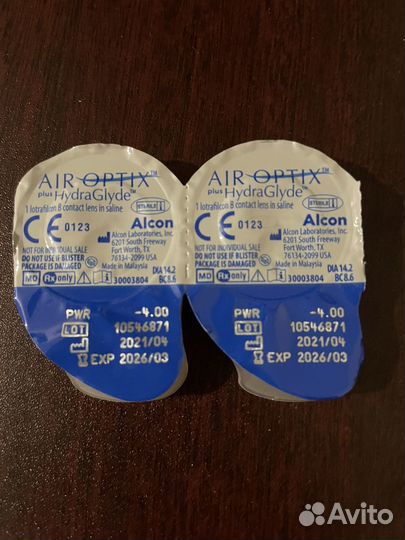 AIR OPTIX™
plus HydraGlyde™
1 lotrafilcon B contact lens in saline
STERILE
CE 0123
Alcon
Alcon Laboratories, Inc.
6201 South Freeway
Fort Worth, TX
76134-2099 USA
Made in Malaysia
NOT FOR INDIVIDUAL SALE
DO NOT USE IF BLISTER
PACKAGE IS DAMAGED
MD Rx only 30003804
DIA 14.2
BC 8.6
PWR -4.00
LOT 10546871
2021/04
EXP 2026/03
AIR OPTIX™
plus HydraGlyde™
1 lotrafilcon B contact lens in saline
STERILE
CE 0123
Alcon
Alcon Laboratories, Inc.
6201 South Freeway
Fort Worth, TX
76134-2099 USA
Made in Malaysia
NOT FOR INDIVIDUAL SALE
DO NOT USE IF BLISTER
PACKAGE IS DAMAGED
MD Rx only 30003804
DIA 14.2
BC 8.6
PWR -4.00
LOT 10546871
2021/04
EXP 2026/03
Avito